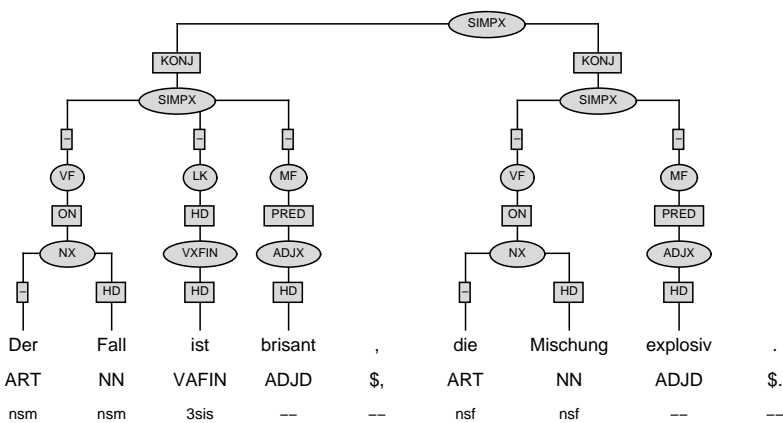 SIMPX
KONJ KONJ
SIMPX SIMPX
– – – – –
VF LK MF VF MF
ON HD PRED ON PRED
NX VXFIN ADJX NX ADJX
– HD HD HD – HD HD
Der Fall ist brisant , die Mischung explosiv .
ART NN VAFIN ADJD $, ART NN ADJD $.
nsm nsm 3sis –– –– nsf nsf –– ––